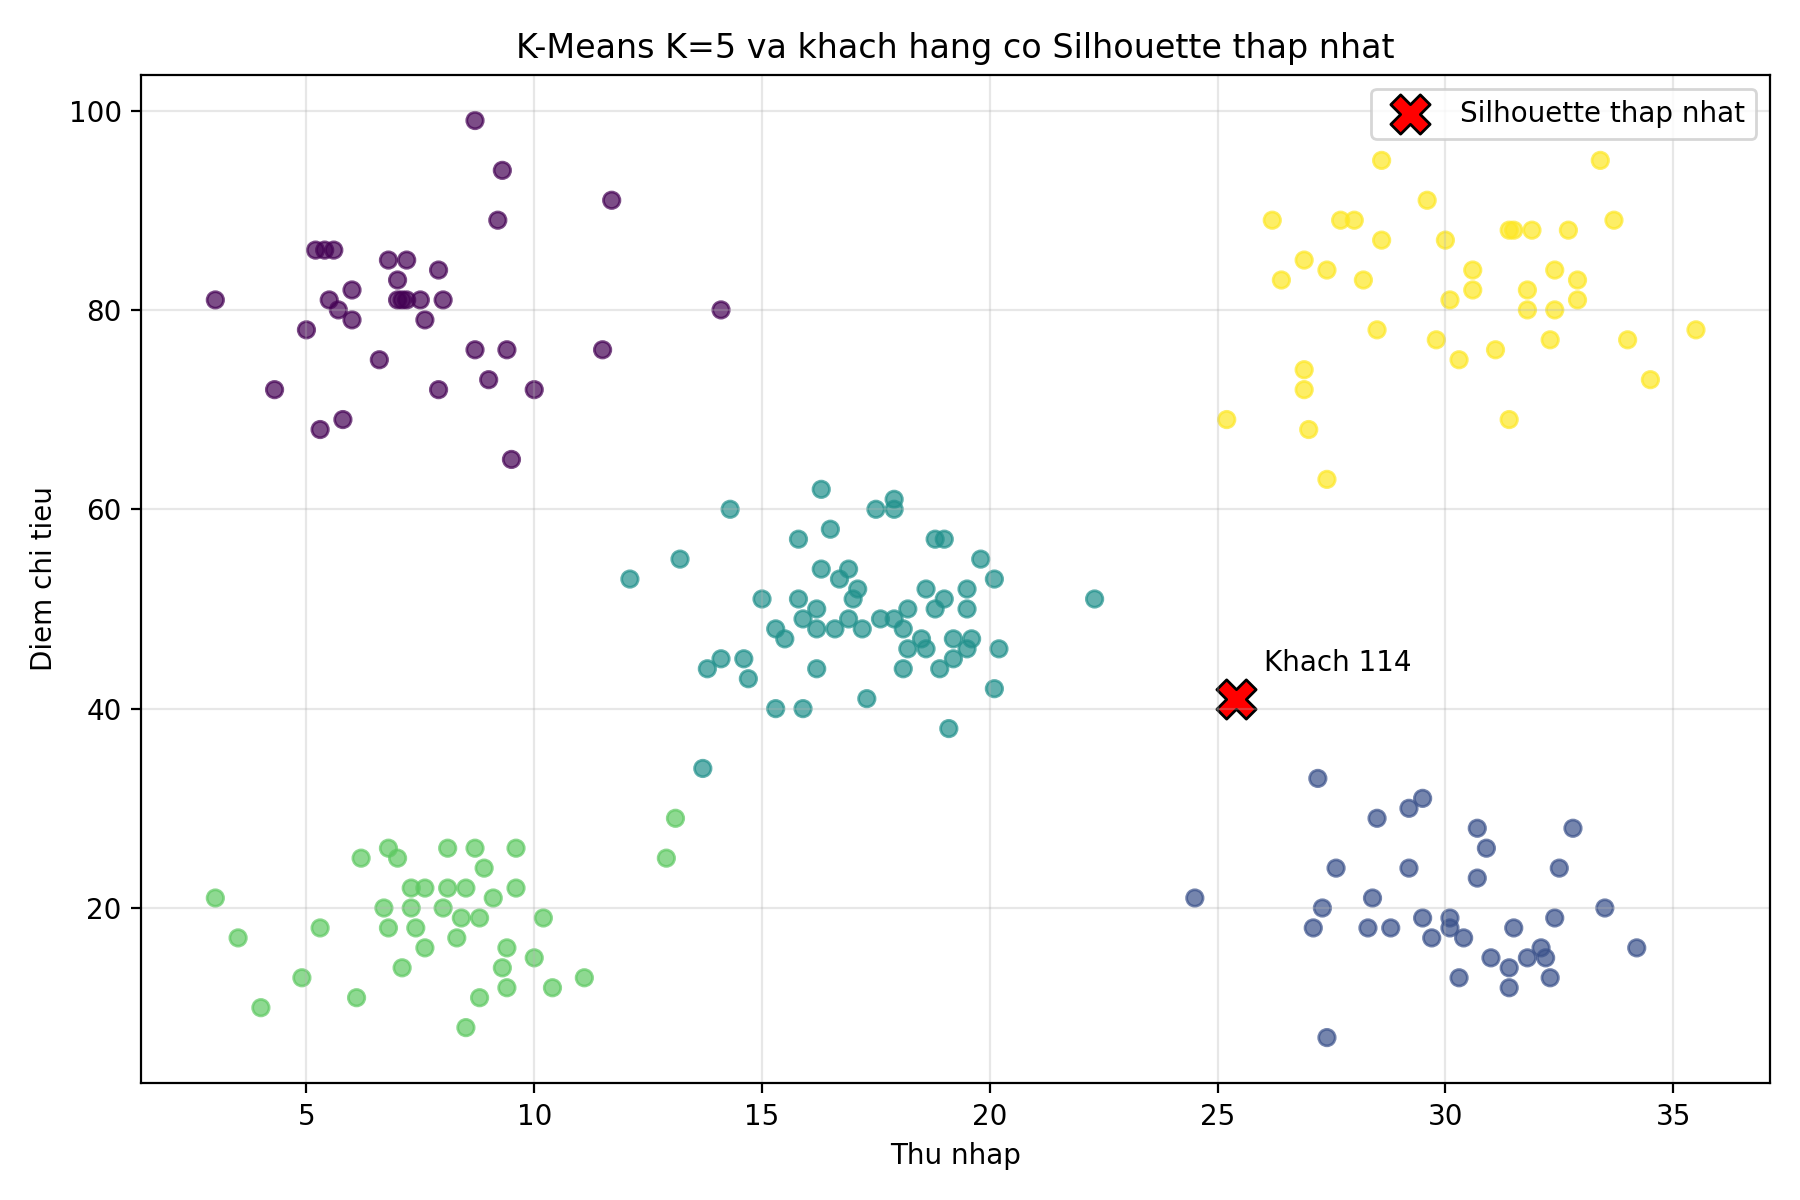 K-Means K=5 va khach hang co Silhouette thap nhat
Silhouette thap nhat
Khach 114
100
80
60
40
20
Diem chi tieu
5 10 15 20 25 30 35
Thu nhap